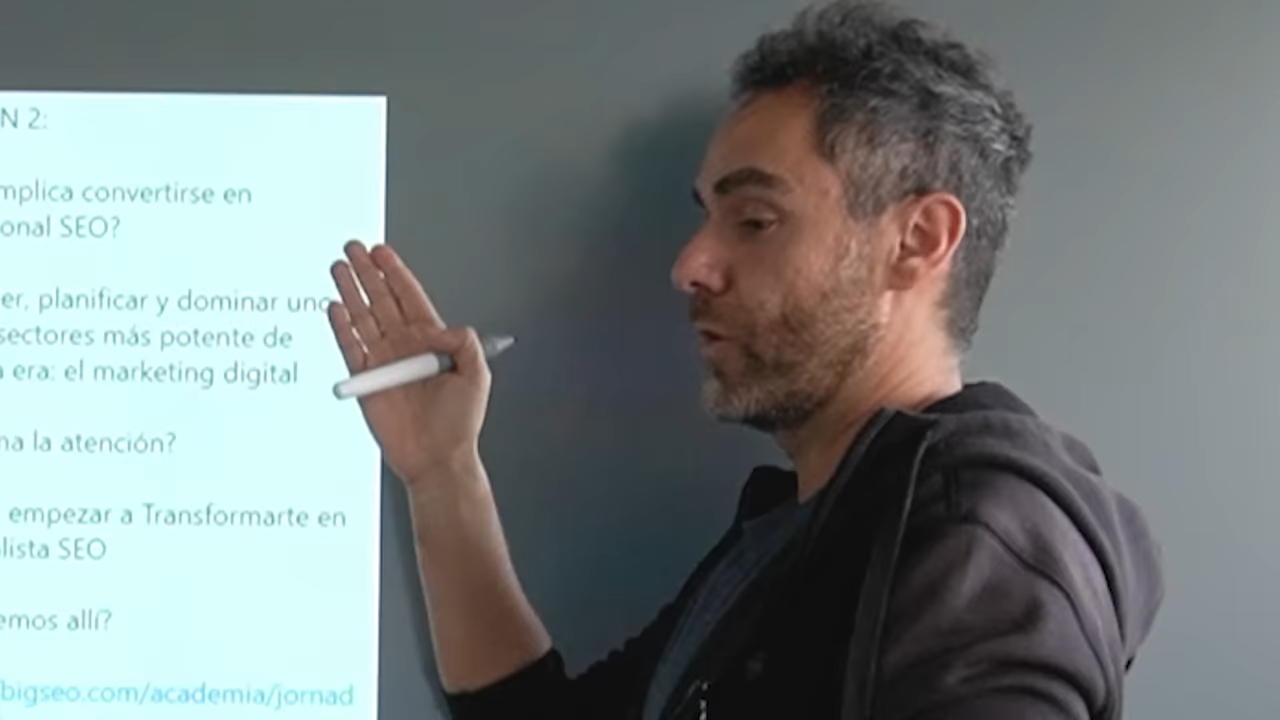 N 2:
mplica convertirse en
onal SEO?
er, planificar y dominar uno
sectores más potente de
a era: el marketing digital
ma la atención?
empezar a Transformarte en
lista SEO
emos allí?
/bigseo.com/academia/jornad